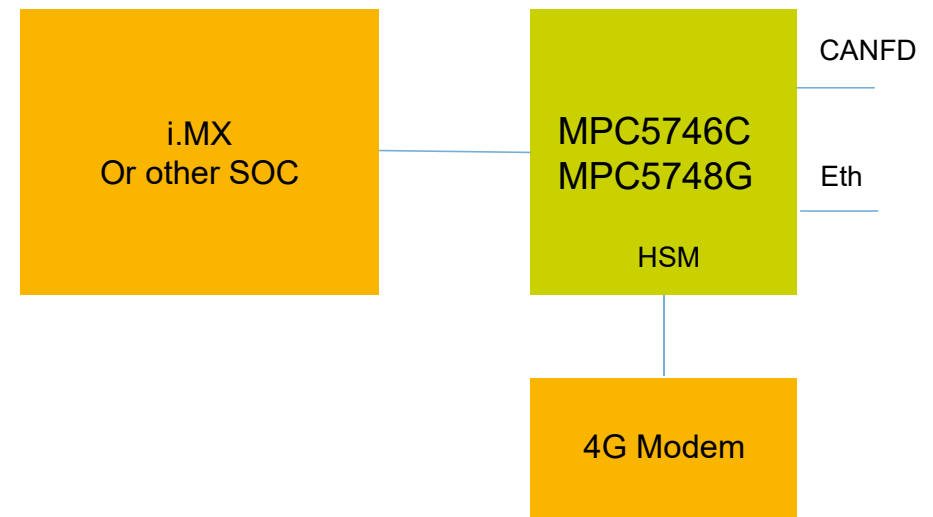 i.MX
Or other SOC
MPC5746C
MPC5748G
HSM
CANFD
Eth
4G Modem